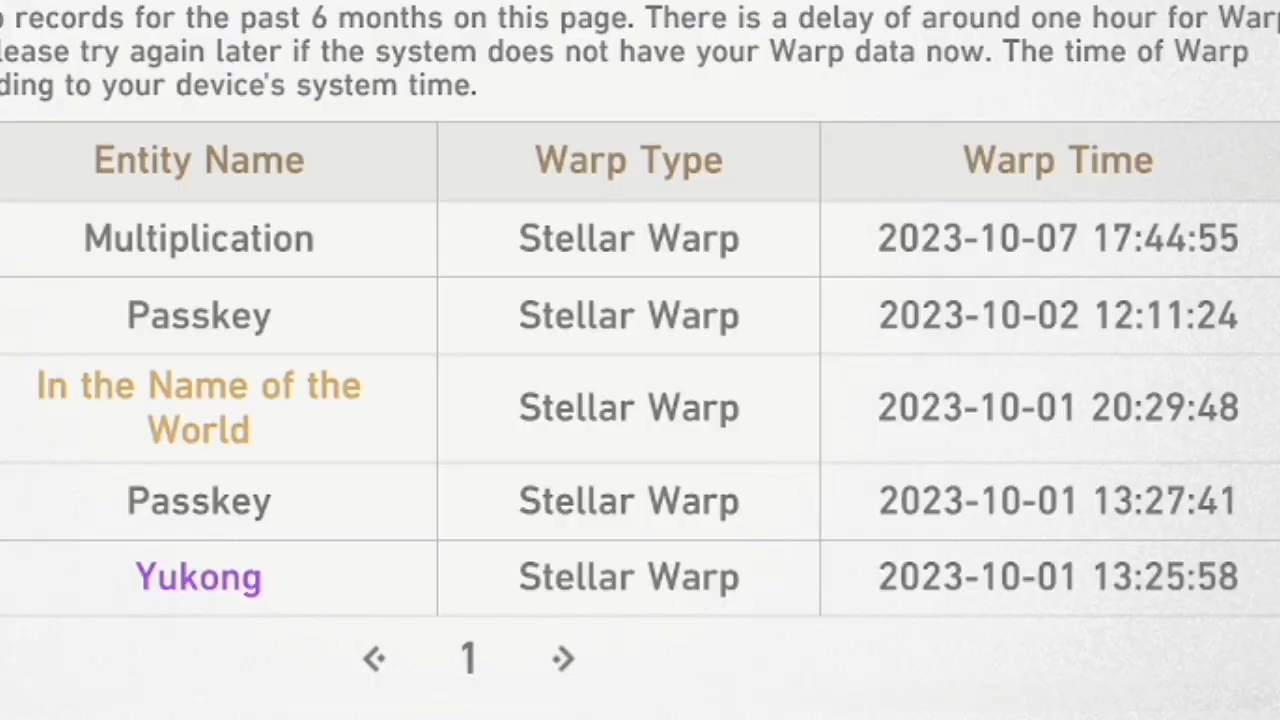 records for the past 6 months on this page. There is a delay of around one hour for
try again later if the system does not have your Warp data now. The time of Warp
to your device's system time.
Entity Name Warp Type Warp Time
Multiplication Stellar Warp 2023-10-07 17:44:55
Passkey Stellar Warp 2023-10-02 12:11:24
In the Name of the
World Stellar Warp 2023-10-01 20:29:48
Passkey Stellar Warp 2023-10-01 13:27:41
Yukong Stellar Warp 2023-10-01 13:25:58
1